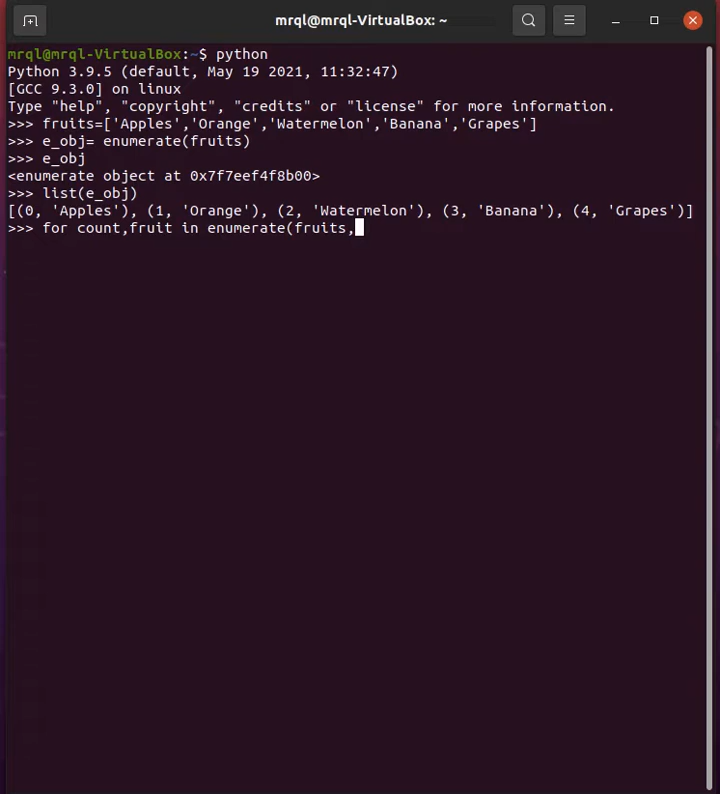 mrql@mrql-VirtualBox: ~
mrql@mrql-VirtualBox:~$ python
Python 3.9.5 (default, May 19 2021, 11:32:47)
[GCC 9.3.0] on linux
Type "help", "copyright", "credits" or "license" for more information.
>>> fruits=['Apples','Orange','Watermelon','Banana','Grapes']
>>> e_obj= enumerate(fruits)
>>> e_obj
<enumerate object at 0x7f7eef4f8b00>
>>> list(e_obj)
[(0, 'Apples'), (1, 'Orange'), (2, 'Watermelon'), (3, 'Banana'), (4, 'Grapes')]
>>> for count,fruit in enumerate(fruits,